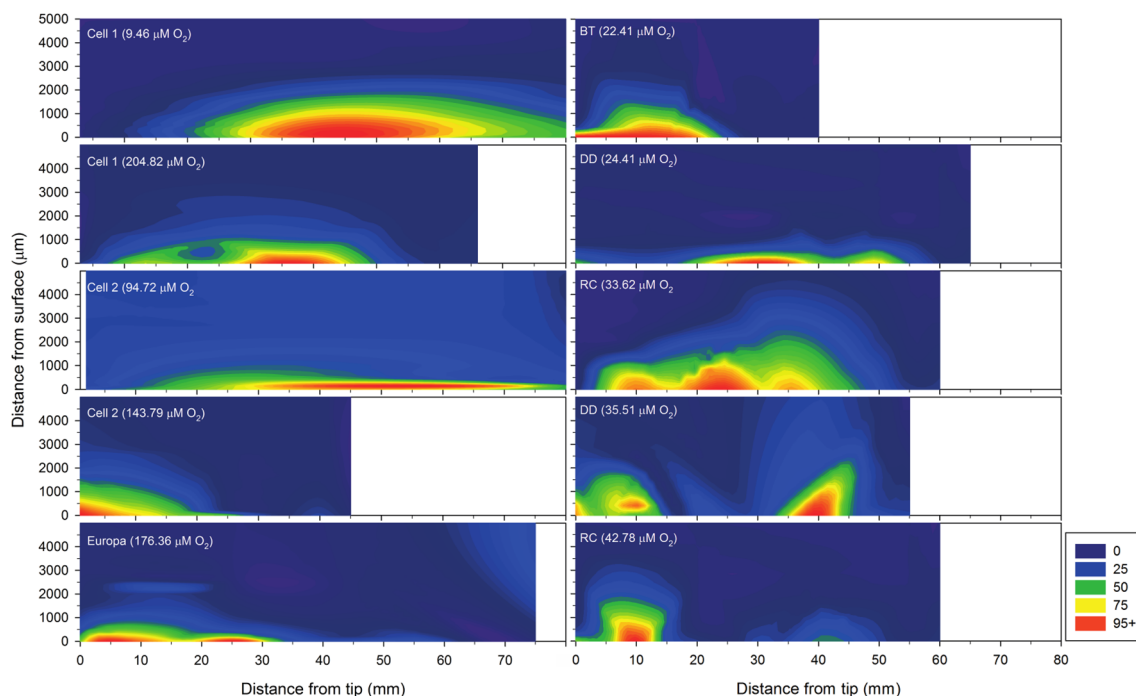 5000
4000
3000
2000
1000
0
Cell 1 (9.46 µM O2)
BT (22.41 µM O2)
4000
3000
2000
1000
0
Cell 1 (204.82 µM O2)
DD (24.41 µM O2)
Distance from surface (µm)
4000
3000
2000
1000
0
Cell 2 (94.72 µM O2
RC (33.62 µM O2)
4000
3000
2000
1000
0
Cell 2 (143.79 µM O2)
DD (35.51 µM O2)
4000
3000
2000
1000
0
Europa (176.36 µM O2)
RC (42.78 µM O2)
0 10 20 30 40 50 60 70
0 10 20 30 40 50 60 70 80
Distance from tip (mm)
Distance from tip (mm)
0
25
50
75
95+